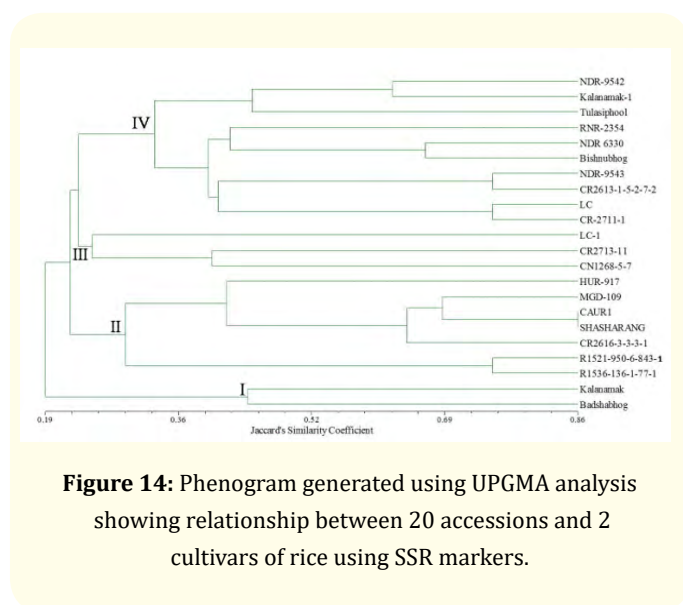 NDR-9542
Kalanamak-1
Tulasiphool
IV
RNR-2354
NDR 6330
Bishnubhog
NDR-9543
CR2613-1-5-2-7-2
LC
CR-2711-1
LC-1
III
CR2713-11
CN1268-5-7
HUR-917
MGD-109
CAUR1
II
SHASHARANG
CR2616-3-3-3-1
R1521-950-6-843-1
R1536-136-1-77-1
I
Kalanamak
Badshabhog
0.19 0.36 0.52 0.69 0.86
Jaccard's Similarity Coefficient
Figure 14: Phenogram generated using UPGMA analysis
showing relationship between 20 accessions and 2
cultivars of rice using SSR markers.